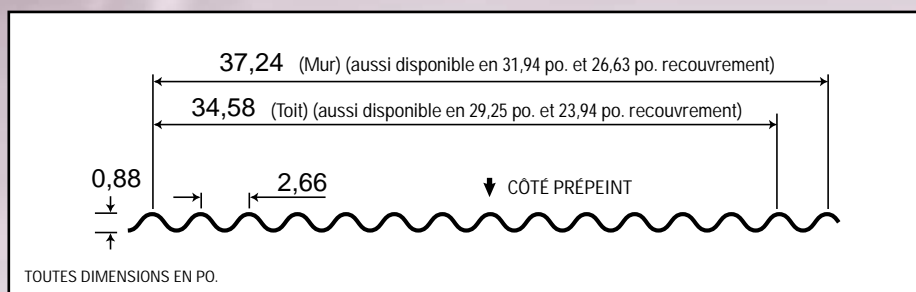 37,24 (Mur) (aussi disponible en 31,94 po. et 26,63 po. recouvrement)
34,58 (Toit) (aussi disponible en 29,25 po. et 23,94 po. recouvrement)
0,88
2,66
CÔTÉ PRÉPEINT
TOUTES DIMENSIONS EN PO.